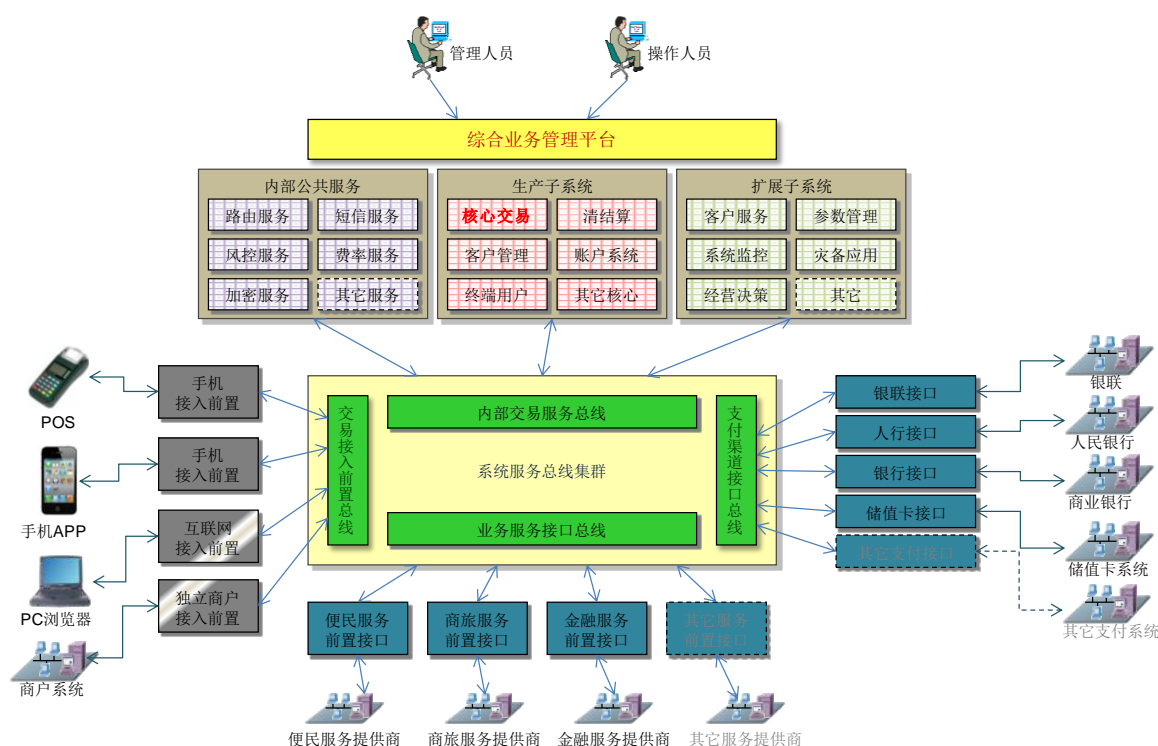 管理人员
操作人员
综合业务管理平台
内部公共服务
路由服务
短信服务
风控服务
费率服务
加密服务
其它服务
生产子系统
核心交易
清结算
客户管理
账户系统
终端用户
其它核心
扩展子系统
客户服务
参数管理
系统监控
灾备应用
经营决策
其它
POS
手机APP
PC浏览器
商户系统
手机
接入前置
手机
接入前置
互联网
接入前置
独立商户
接入前置
交易接入前置总线
内部交易服务总线
系统服务总线集群
业务服务接口总线
支付渠道接口总线
银联接口
人行接口
银行接口
储值卡接口
其它支付接口
银联
人民银行
商业银行
储值卡系统
其它支付系统
便民服务
前置接口
商旅服务
前置接口
金融服务
前置接口
其它服务
前置接口
便民服务提供商
商旅服务提供商
金融服务提供商
其它服务提供商